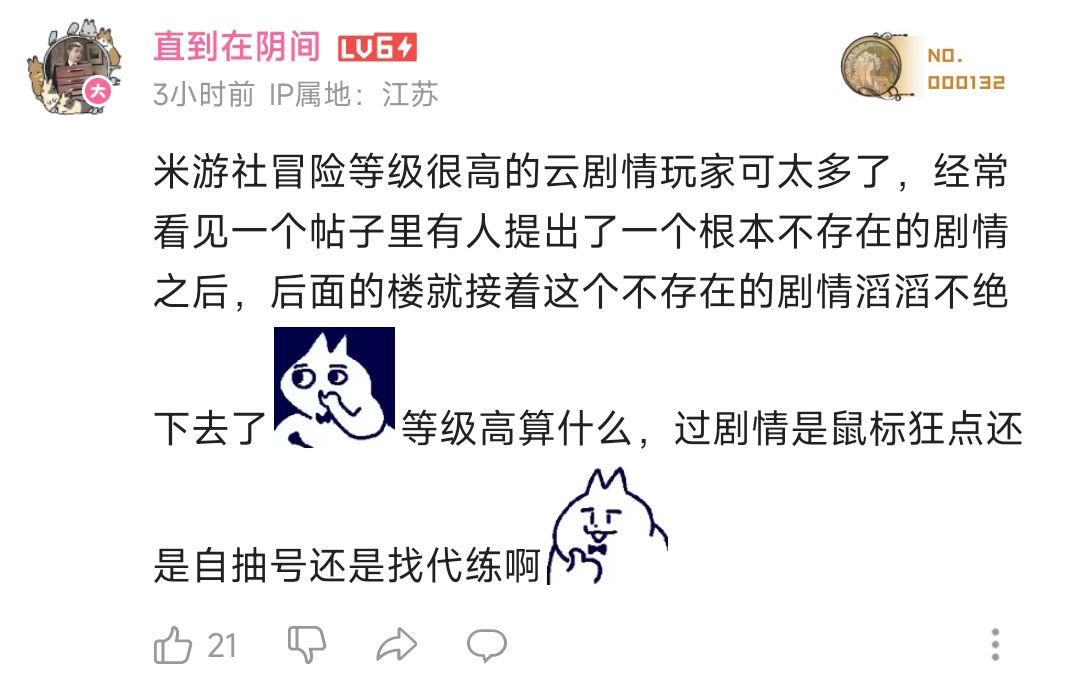 直到在阴间 LV6
NO.
000132
3小时前 IP属地：江苏
大
米游社冒险等级很高的云剧情玩家可太多了，经常
看见一个帖子里有人提出了一个根本不存在的剧情
之后，后面的楼就接着这个不存在的剧情滔滔不绝
下去了 等级高算什么，过剧情是鼠标狂点还
是自抽号还是找代练啊
21